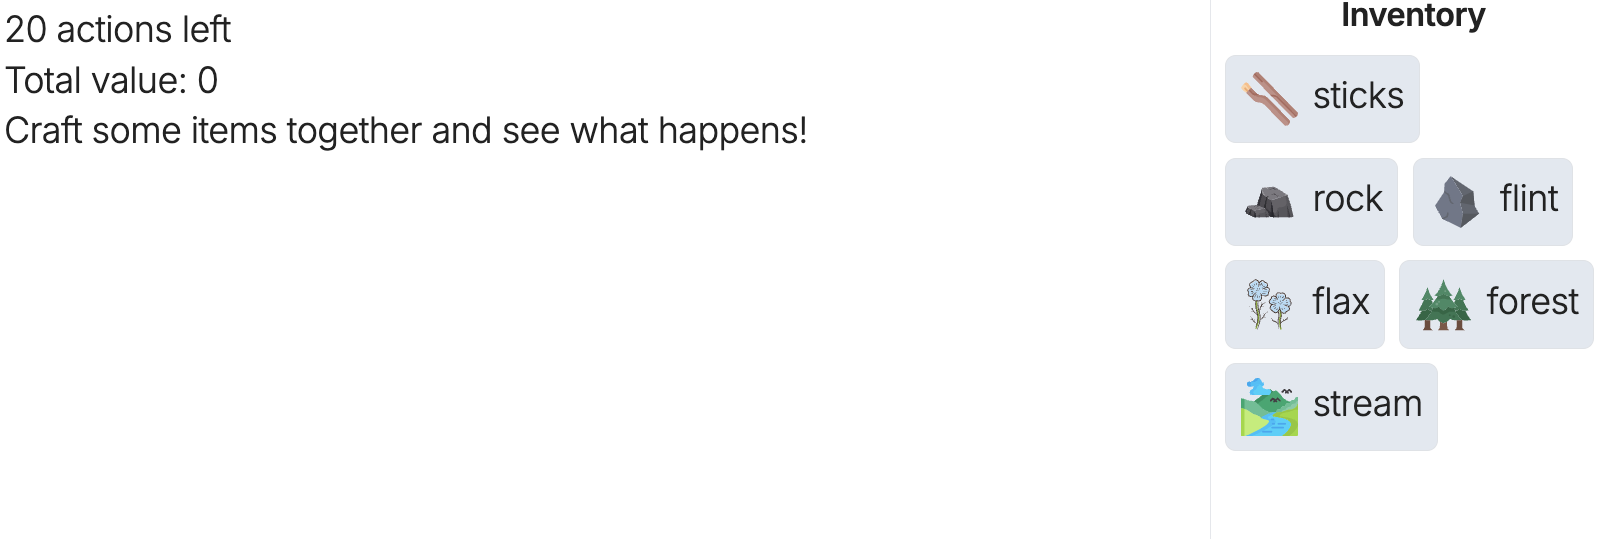 20 actions left
Total value: 0
Craft some items together and see what happens!
Inventory
sticks
rock
flint
flax
forest
stream